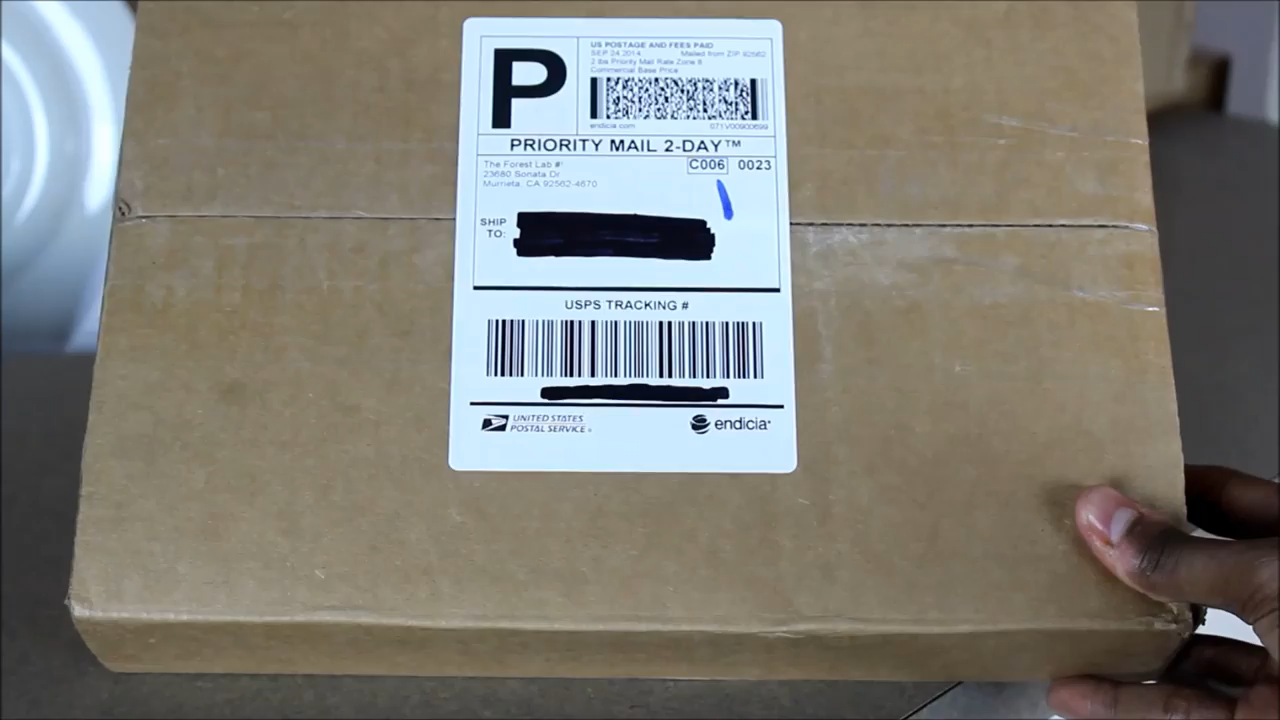 P
US POSTAGE AND FEES PAID
SEP 24 2014 Mailed from ZIP 92562
2 lbs Priority Mail Rate Zone 8
Commercial Base Price
endicia.com 071V00900699
PRIORITY MAIL 2-DAY™
The Forest Lab
23680 Sonata Dr
Murrieta, CA 92562-4670
C006 0023
SHIP
TO:
USPS TRACKING #
UNITED STATES
POSTAL SERVICE®
endicia